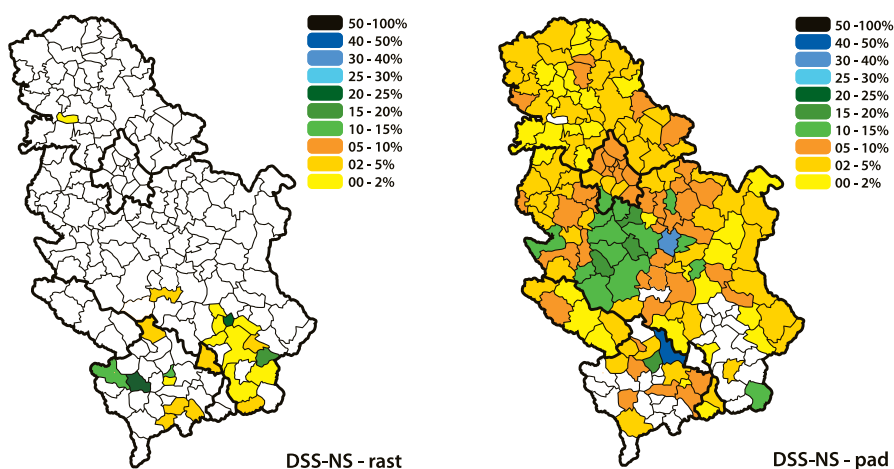 50 -100%
40 - 50%
30 - 40%
25 - 30%
20 - 25%
15 - 20%
10 - 15%
05 - 10%
02 - 5%
00 - 2%
DSS-NS - rast
50 -100%
40 - 50%
30 - 40%
25 - 30%
20 - 25%
15 - 20%
10 - 15%
05 - 10%
02 - 5%
00 - 2%
DSS-NS - pad